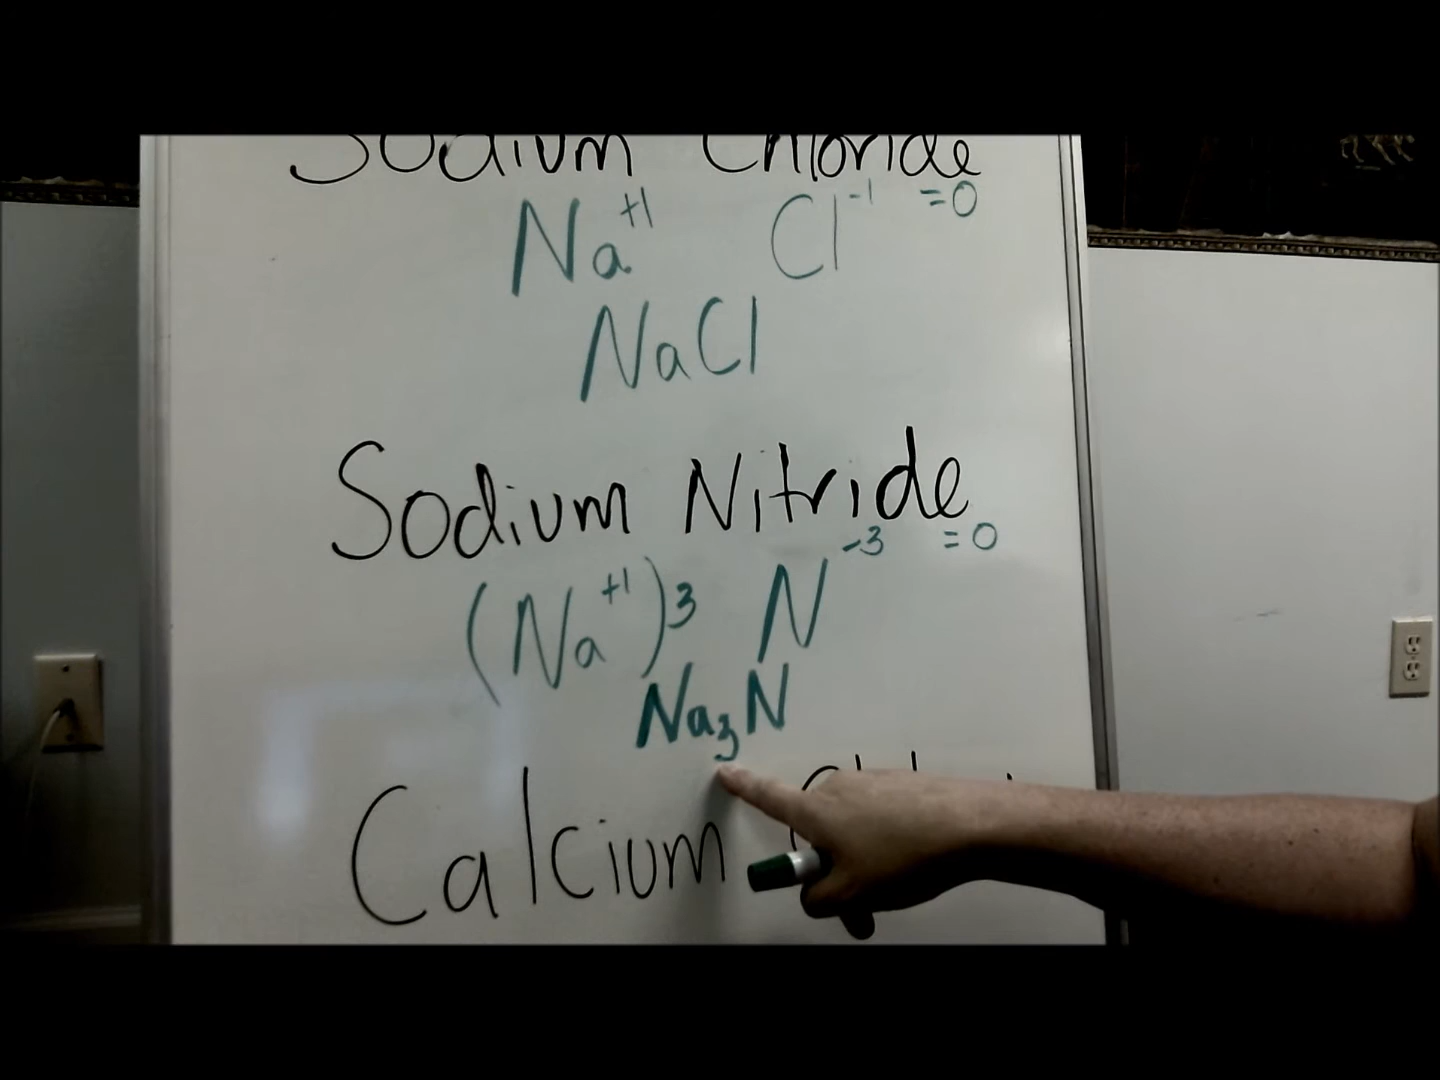 Sodium Chloride
Na+1 Cl-1 =0
NaCl
Sodium Nitride
(Na+1)3 N-3 =0
Na3N
Calcium